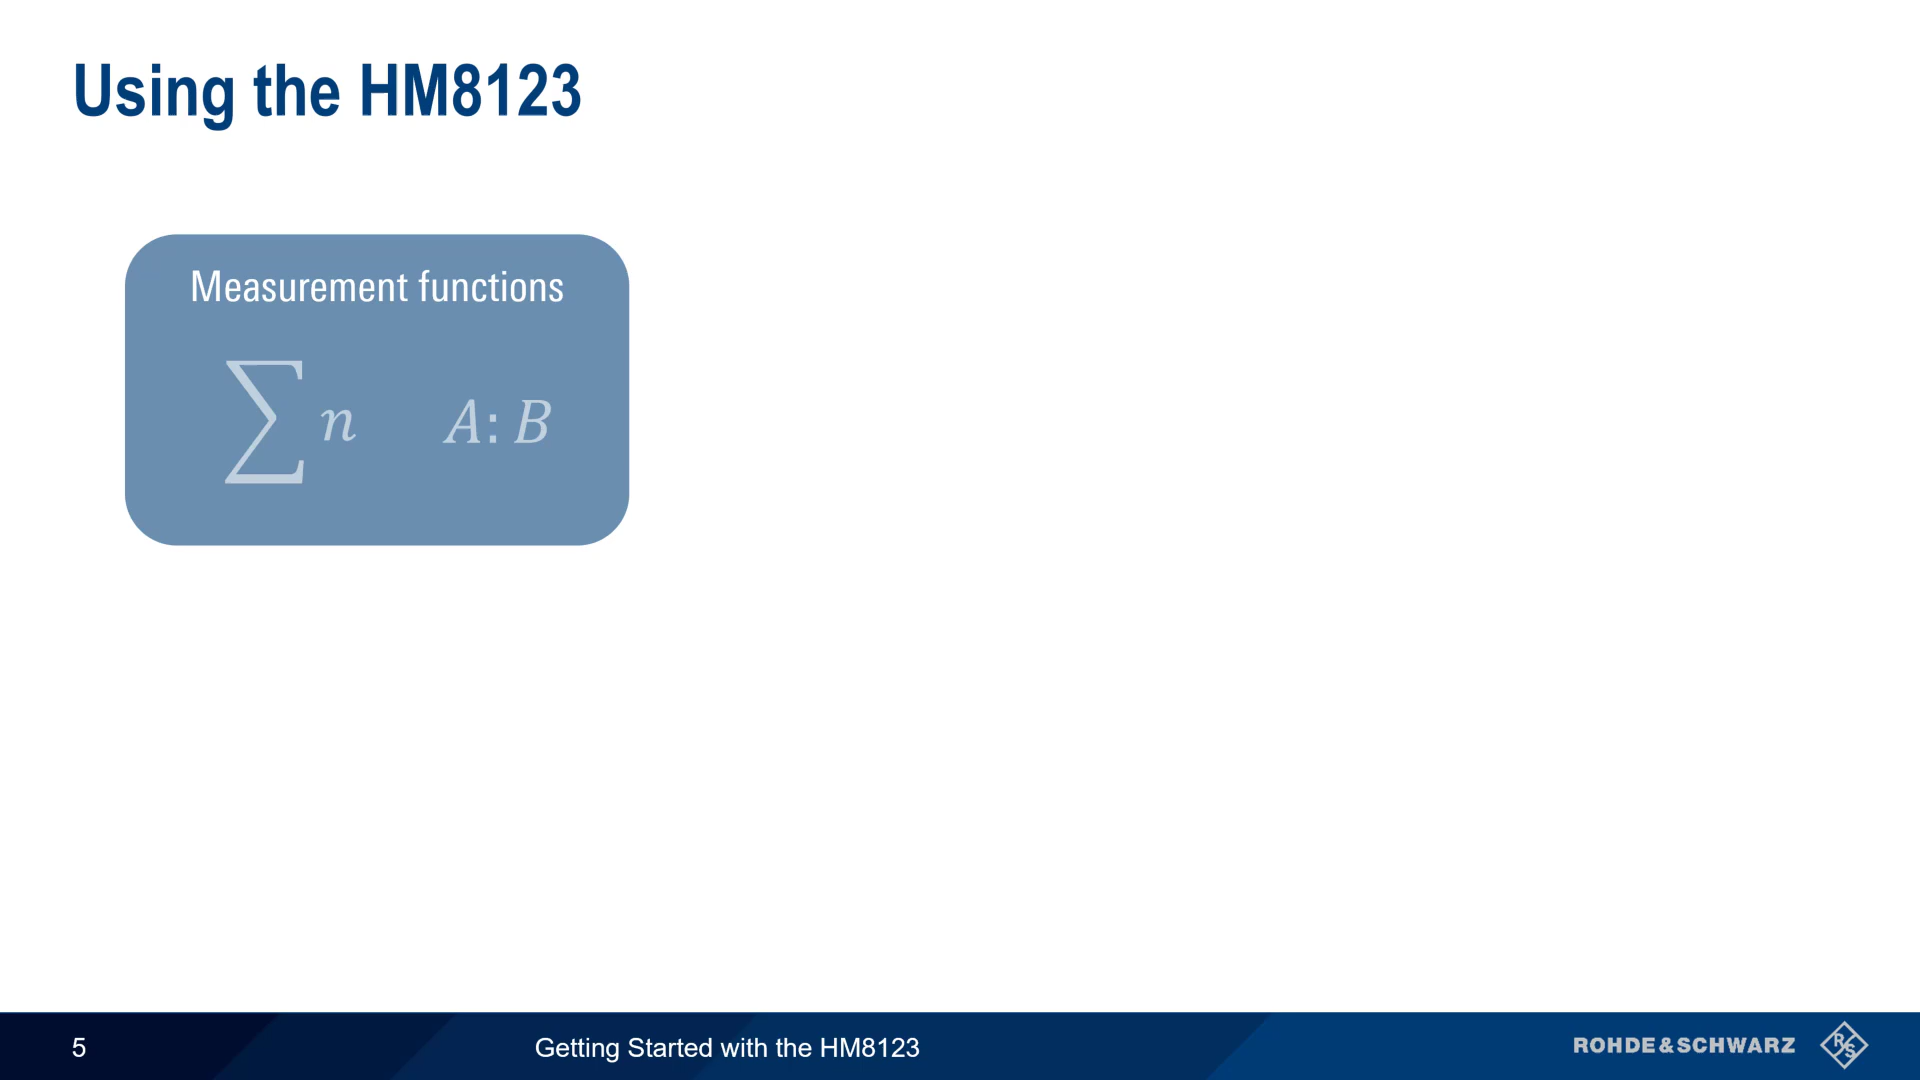 Using the HM8123
Measurement functions
∑ n A: B
5 Getting Started with the HM8123 ROHDE&SCHWARZ R&S